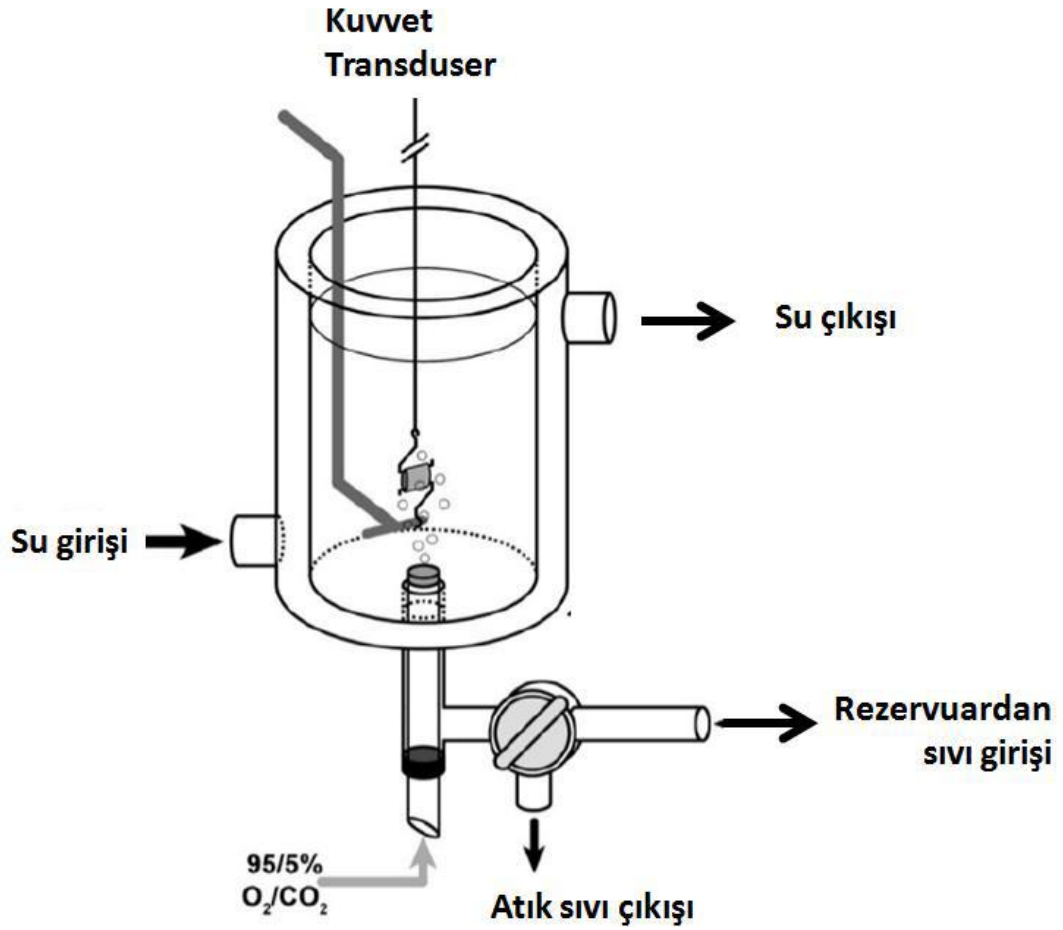 Kuvvet
Transduser
Su çıkışı
Su girişi
Rezervuardan
sıvı girişi
95/5%
O₂/CO₂
Atık sıvı çıkışı